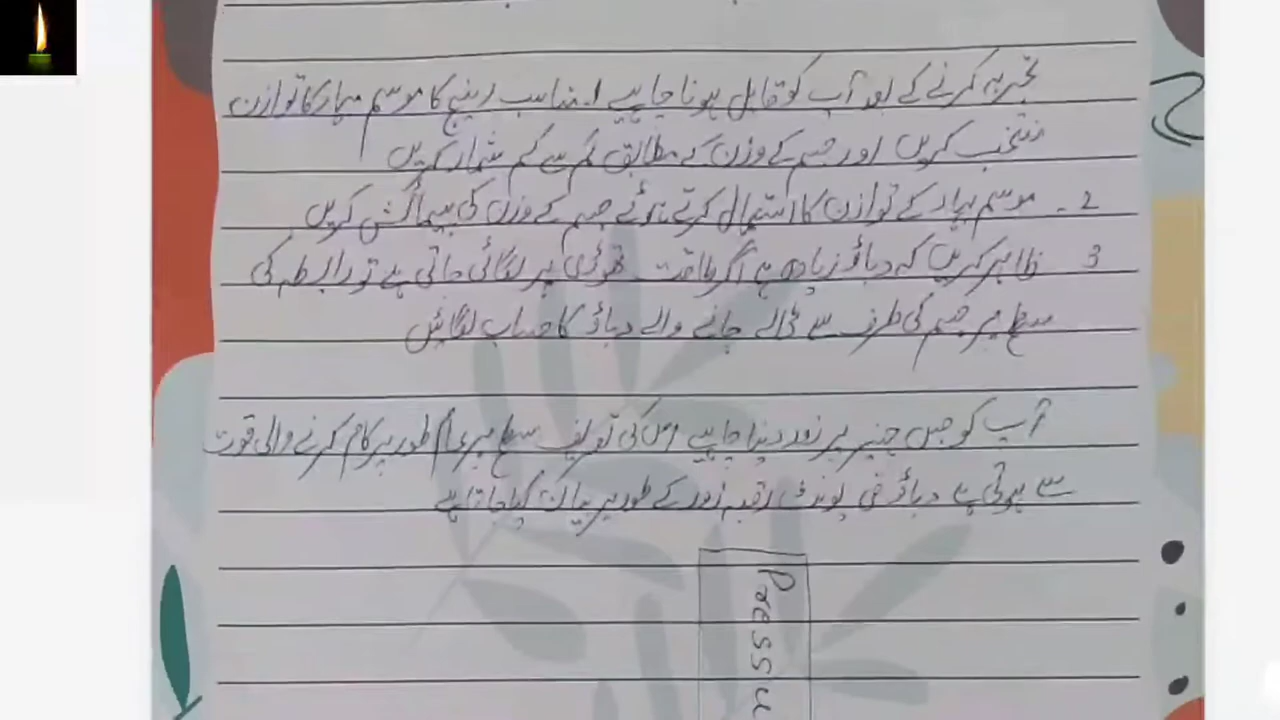 تجربہ کرنے کے بعد آپ کو قابل ہونا چاہیے 1۔ مناسب رینج کا موسم بہار کا توازن
منتخب کریں اور جسم کے وزن کے مطابق کم سے کم شمار کریں
2۔ موسم بہار کے توازن کا استعمال کرتے ہوئے جسم کے وزن کی پیمائش کریں
3 ظاہر کریں کہ دباؤ زیادہ ہے اگر طاقت تھوڑی پر لگائی جاتی ہے تو رابطہ کی
سطح پر جسم کی طرف سے ڈالے جانے والے دباؤ کا حساب لگائیں
آپ کو جس چیز پر زور دینا چاہیے اس کی تعریف سطح پر عام طور پر کام کرنے والی قوت
سے ہوتی ہے دباؤ فی یونٹ رقبہ زور کے طور پر بیان کیا جاتا ہے
Pressu